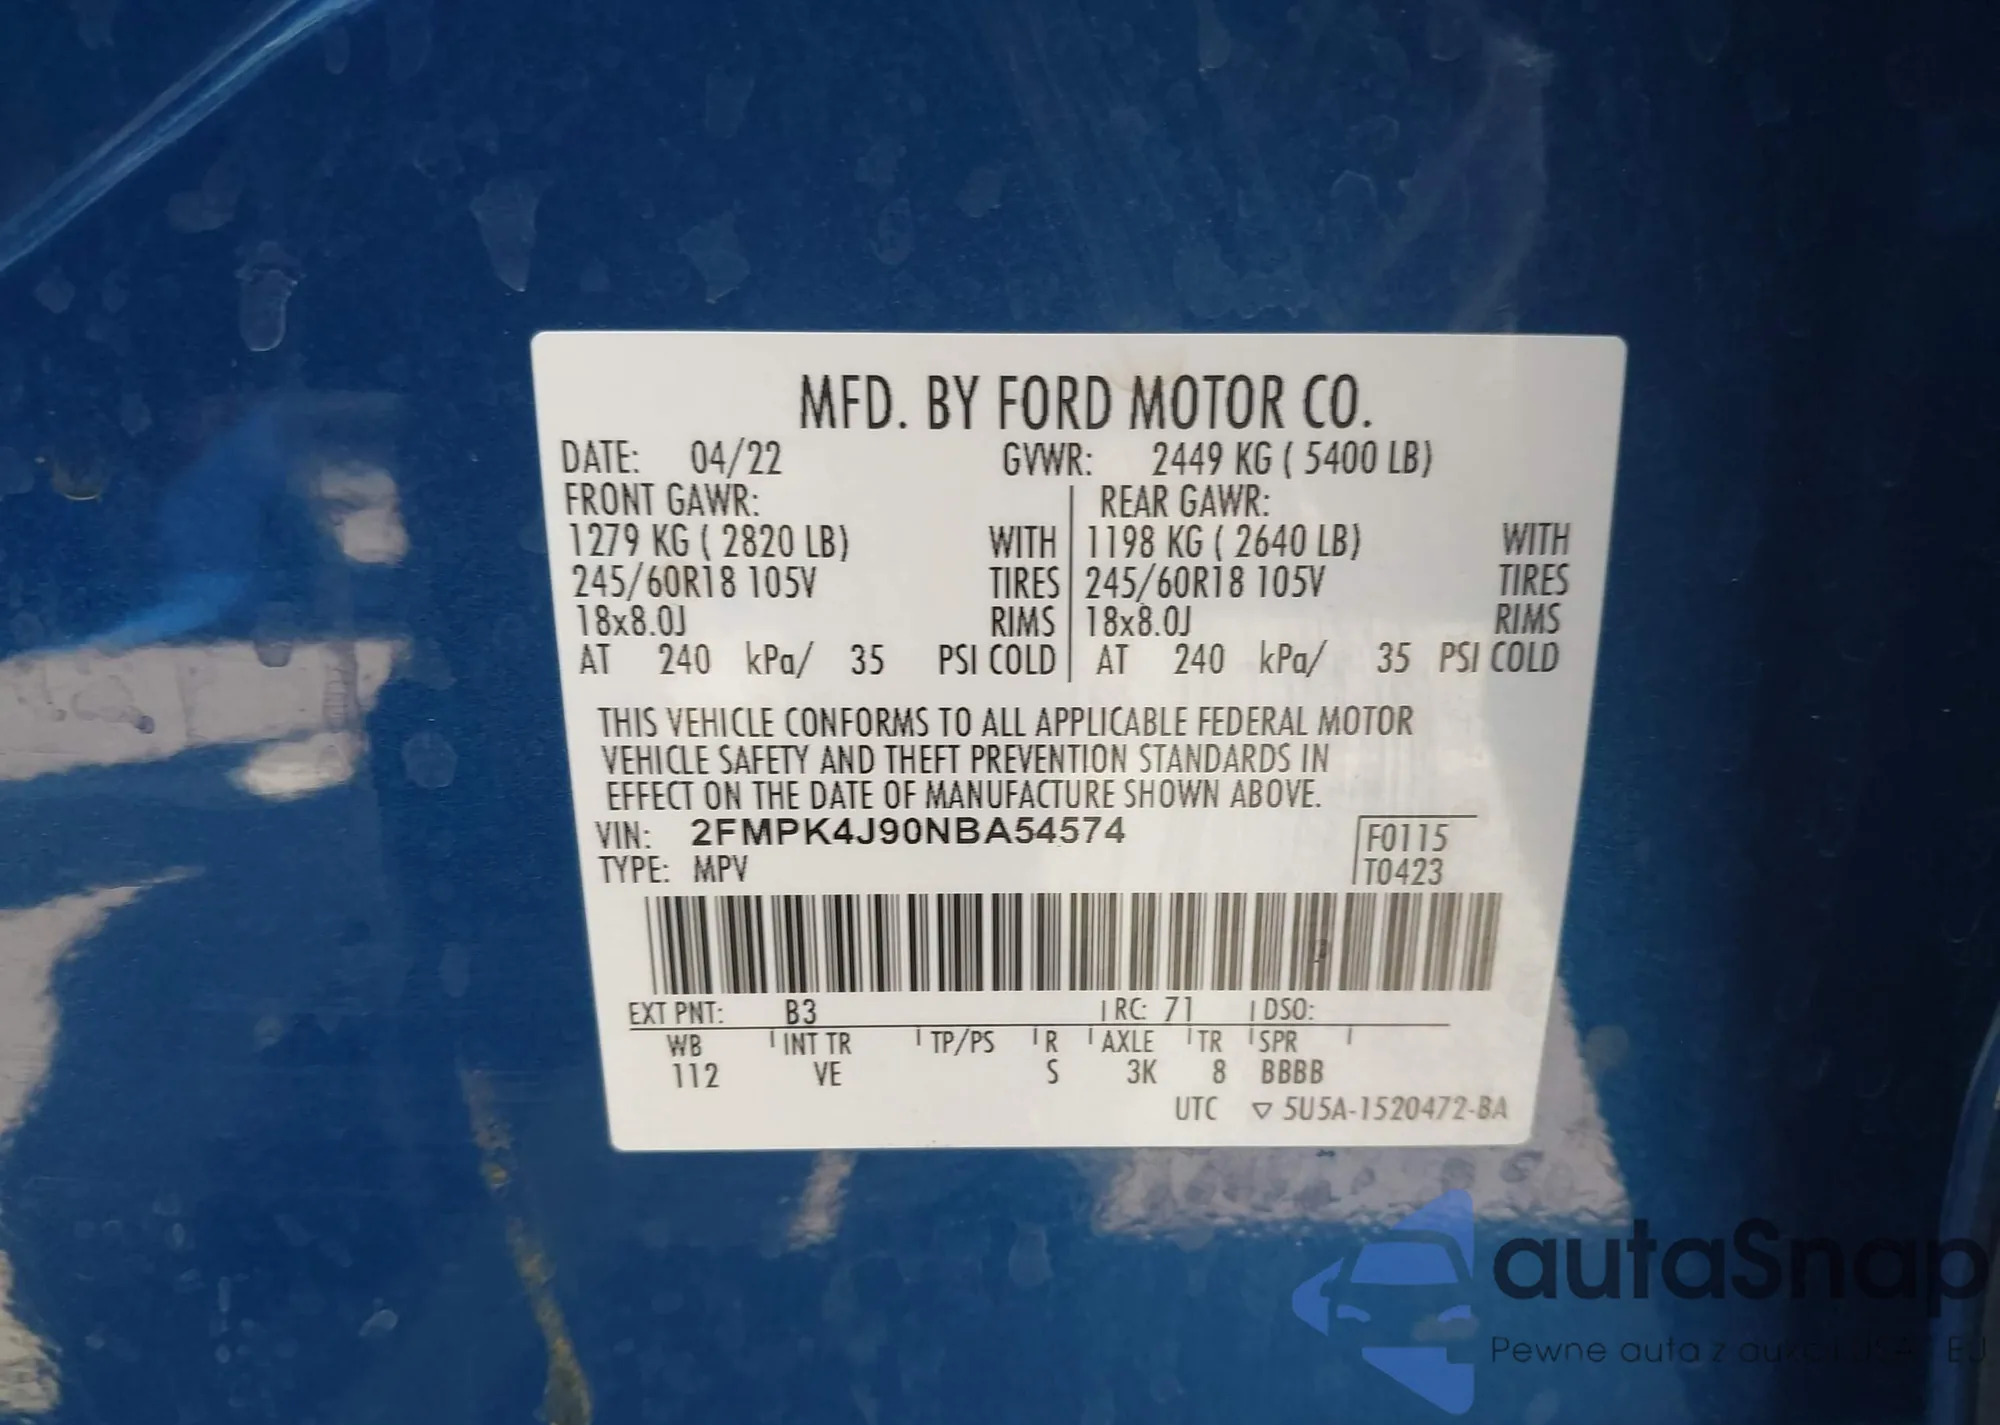 MFD. BY FORD MOTOR CO.
DATE: 04/22 GVWR: 2449 KG ( 5400 LB)
FRONT GAWR: REAR GAWR:
1279 KG ( 2820 LB) WITH 1198 KG ( 2640 LB) WITH
245/60R18 105V TIRES 245/60R18 105V TIRES
18x8.0J RIMS 18x8.0J RIMS
AT 240 kPa/ 35 PSI COLD AT 240 kPa/ 35 PSI COLD
THIS VEHICLE CONFORMS TO ALL APPLICABLE FEDERAL MOTOR
VEHICLE SAFETY AND THEFT PREVENTION STANDARDS IN
EFFECT ON THE DATE OF MANUFACTURE SHOWN ABOVE.
VIN: 2FMPK4J90NBA54574 F0115
TYPE: MPV T0423
EXT PNT: B3 RC: 71 DSO:
WB INT TR TP/PS R AXLE TR SPR
112 VE S 3K 8 BBBB
UTC ▽ 5U5A-1520472-BA
autaSnap
Pewne auta z